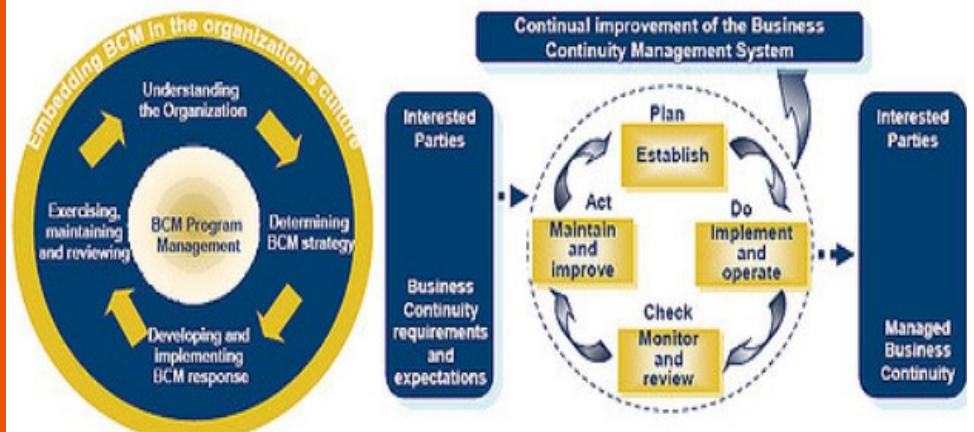 Embedding BCM in the organization's culture
Understanding
the Organization
Exercising,
maintaining
and reviewing
BCM Program
Management
Determining
BCM strategy
Developing and
implementing
BCM response
Continual improvement of the Business
Continuity Management System
Interested
Parties
Business
Continuity
requirements
and
expectations
Plan
Establish
Act
Maintain
and
improve
Do
Implement
and
operate
Check
Monitor
and
review
Interested
Parties
Managed
Business
Continuity